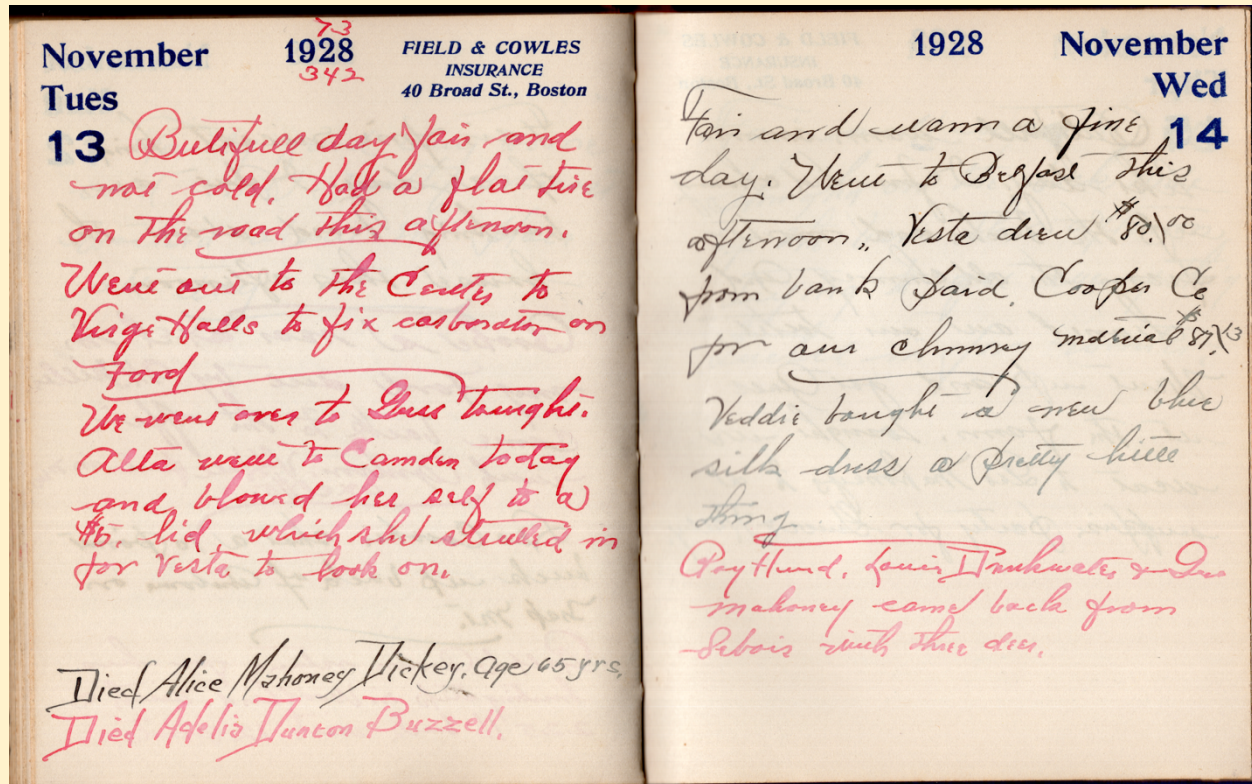 73
November 1928 FIELD & COWLES
342
INSURANCE
Tues 40 Broad St., Boston
13 Butifull day fair and
not cold. Had a flat tire
on the road this afternoon.
Went out to the Center to
Virge Halls to fix carborator on
Ford
We went over to Guss tonight.
Alta went to Camden today
and blowed her self to a
$5. lid, which she strutted in
for Vesta to look on.
Died Alice Mahoney Dickey. Age 65 yrs.
Died Adelia Dunton Buzzell.
1928 November
Wed
14
Fair and warm a fine
day. Went to Belfast this
afternoon,, Vesta drew $80.00
from bank Paid. Cooper Co
for our chimney material $87.13
Veddie bought a new blue
silk dress a pretty little
thing
Roy Hurd, Louis Drinkwater & Gus
mahoney came back from
Sebois with three deer.